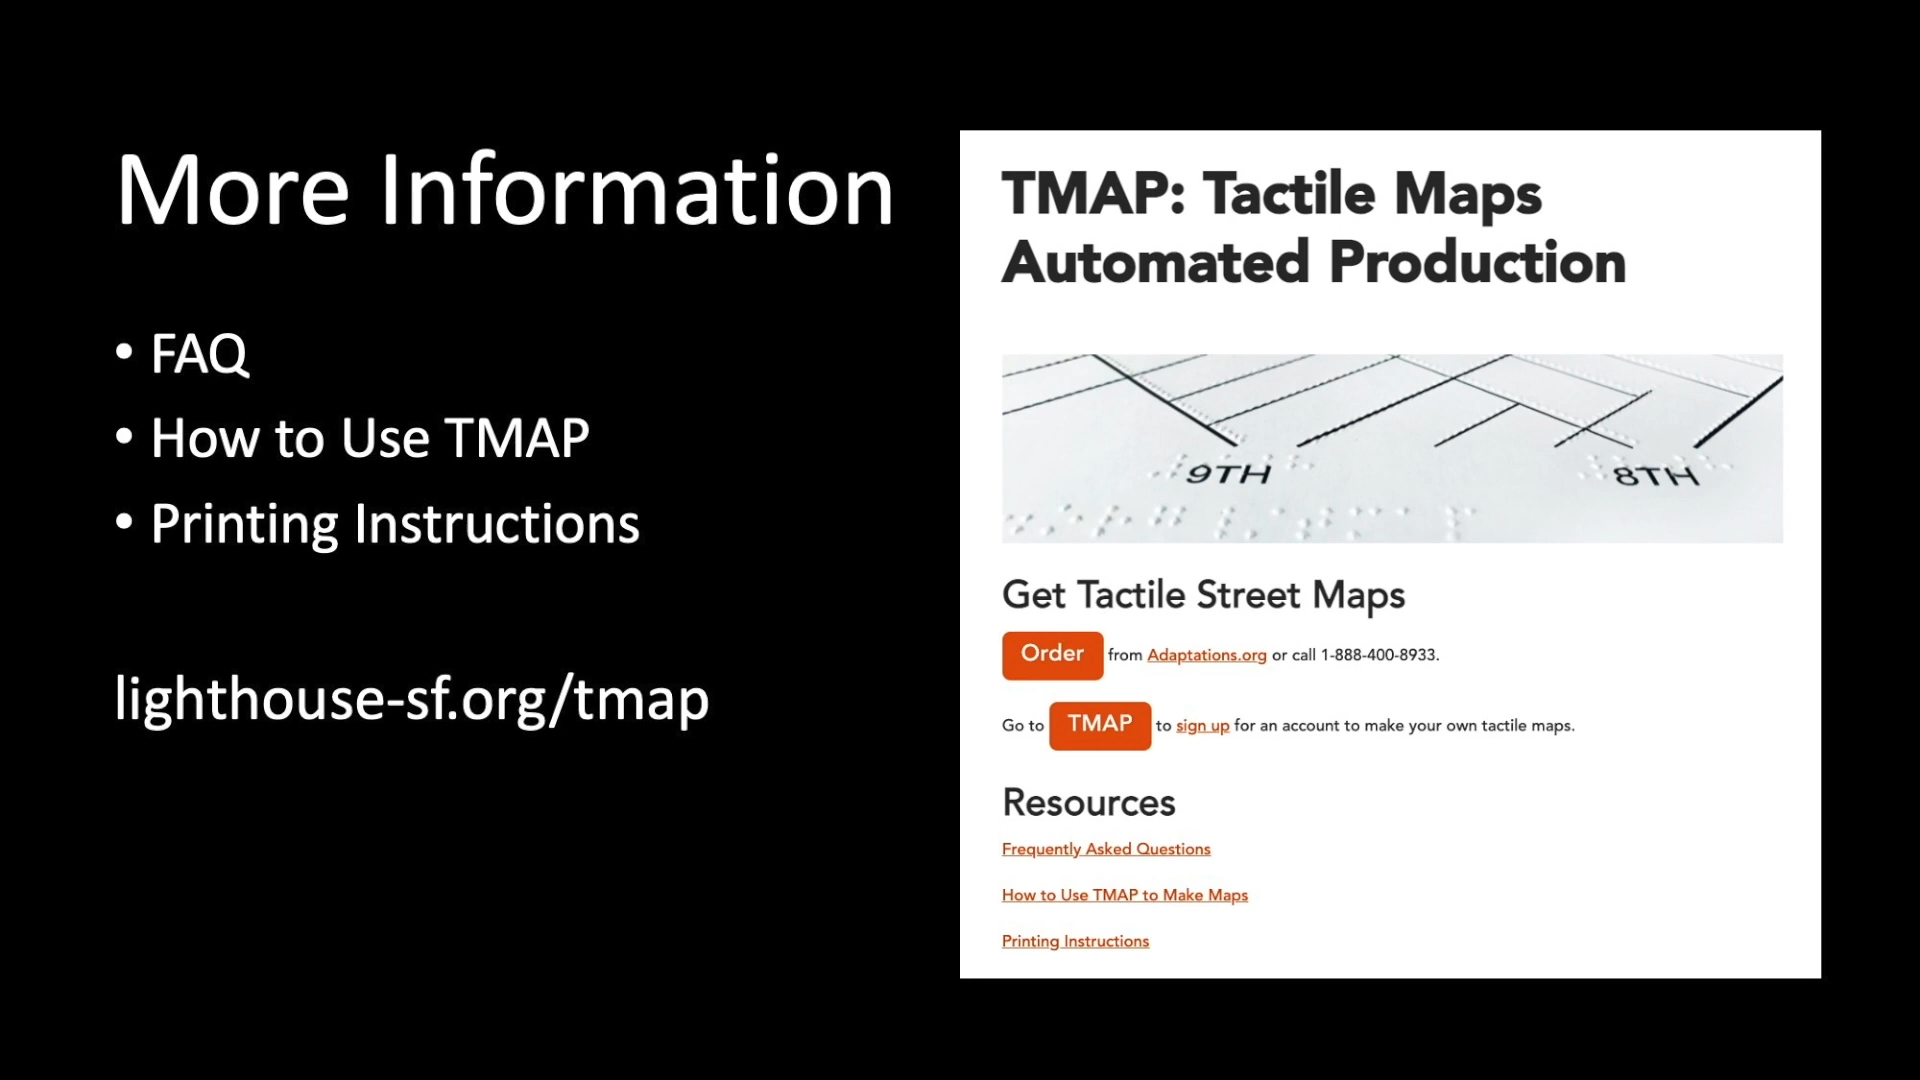 More Information
• FAQ
• How to Use TMAP
• Printing Instructions
lighthouse-sf.org/tmap
TMAP: Tactile Maps
Automated Production
9TH
8TH
Get Tactile Street Maps
Order from Adaptations.org or call 1-888-400-8933.
Go to TMAP to sign up for an account to make your own tactile maps.
Resources
Frequently Asked Questions
How to Use TMAP to Make Maps
Printing Instructions